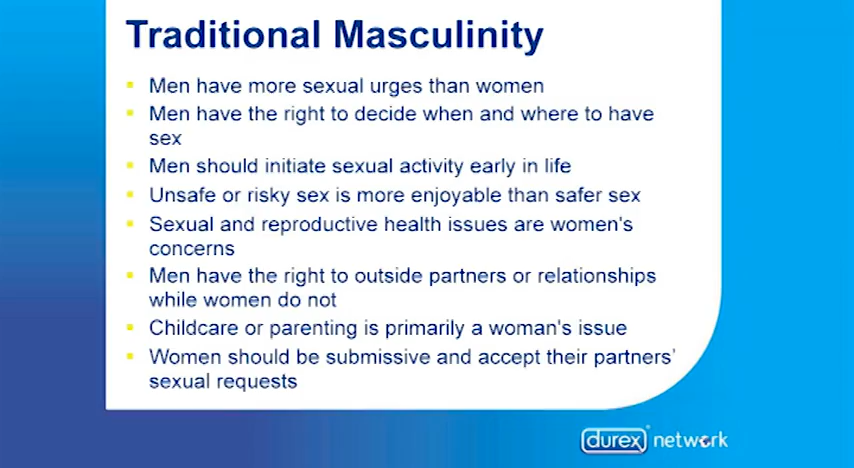 Traditional Masculinity
Men have more sexual urges than women
Men have the right to decide when and where to have
sex
Men should initiate sexual activity early in life
Unsafe or risky sex is more enjoyable than safer sex
Sexual and reproductive health issues are women's
concerns
Men have the right to outside partners or relationships
while women do not
Childcare or parenting is primarily a woman's issue
Women should be submissive and accept their partners'
sexual requests
durex® network